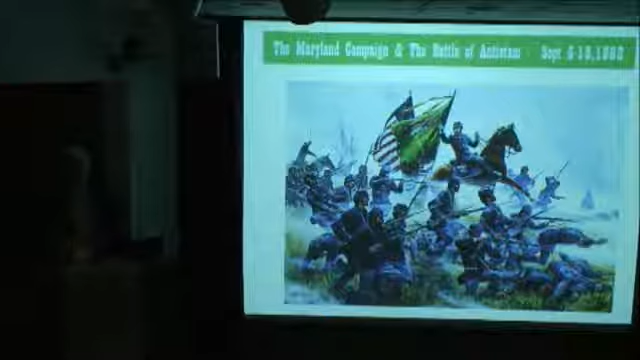 The Maryland Campaign & The Battle of Antietam - Sept 4-18, 1862